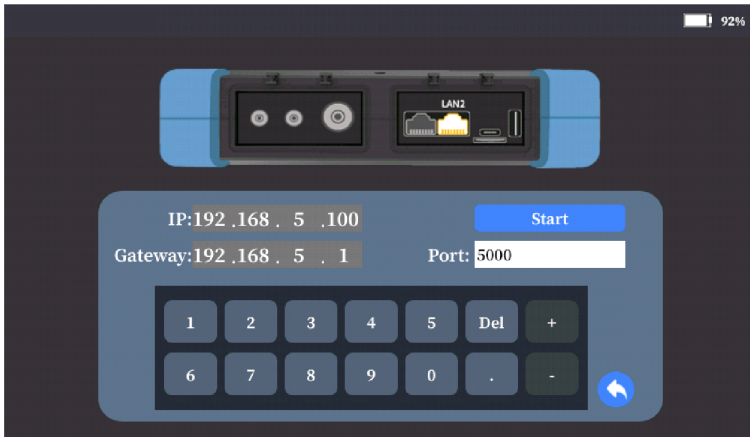 92%
LAN2
IP:192 .168 . 5 .100
Start
Gateway:192 .168 . 5 . 1
Port: 5000
1 2 3 4 5 Del +
6 7 8 9 0 . -